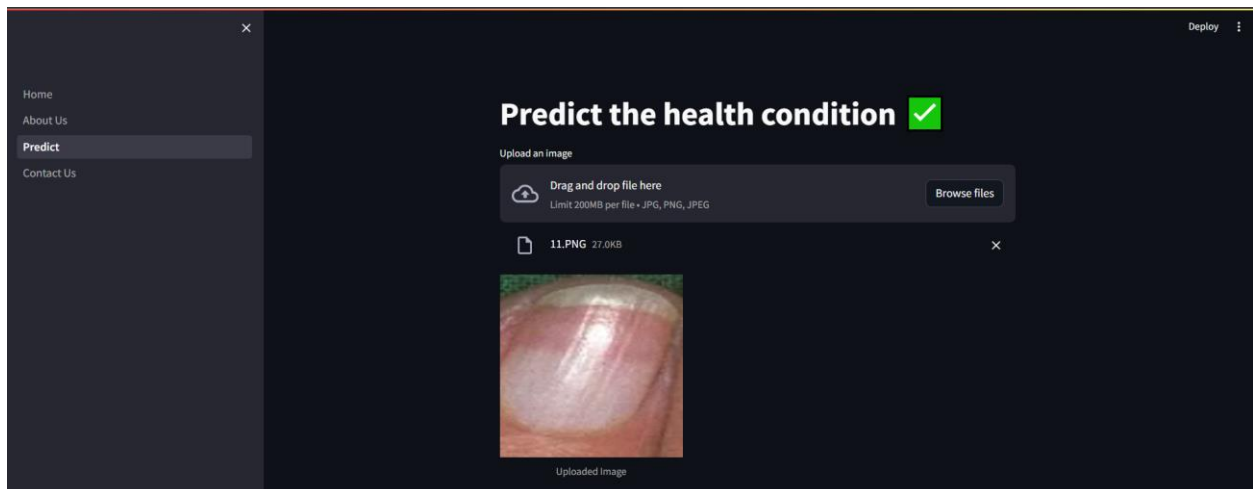 Deploy
Home
About Us
Predict
Contact Us
Predict the health condition ✅
Upload an image
Drag and drop file here
Limit 200MB per file • JPG, PNG, JPEG
Browse files
11.PNG 27.0KB
Uploaded Image